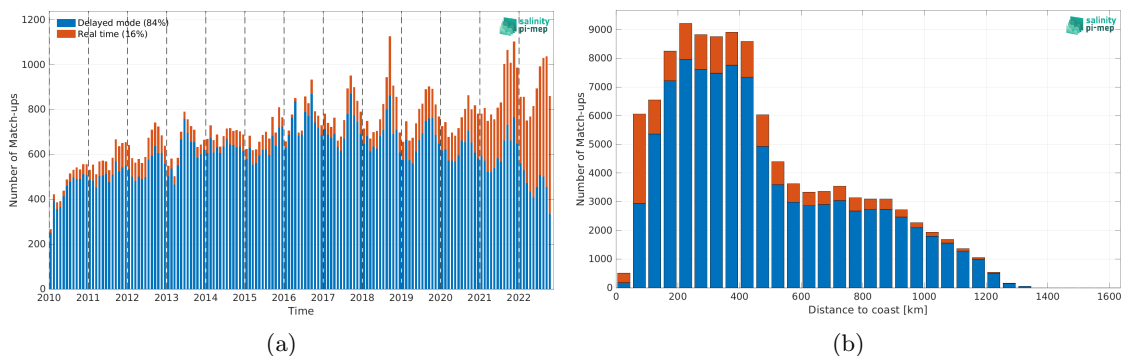 Delayed mode (84%)
Real time (16%)
salinity
pi-mep
1200
1000
800
600
400
200
0
Number of Match-ups
2010 2011 2012 2013 2014 2015 2016 2017 2018 2019 2020 2021 2022
Time
(a)
salinity
pi-mep
9000
8000
7000
6000
5000
4000
3000
2000
1000
0
Number of Match-ups
0 200 400 600 800 1000 1200 1400 1600
Distance to coast [km]
(b)